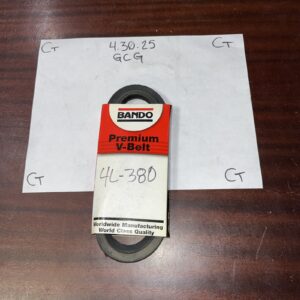 CT 4.30.25 CT
GCG
BANDO
Premium
V-Belt
4L-380
Worldwide Manufacturing
World Class Quality
CT CT